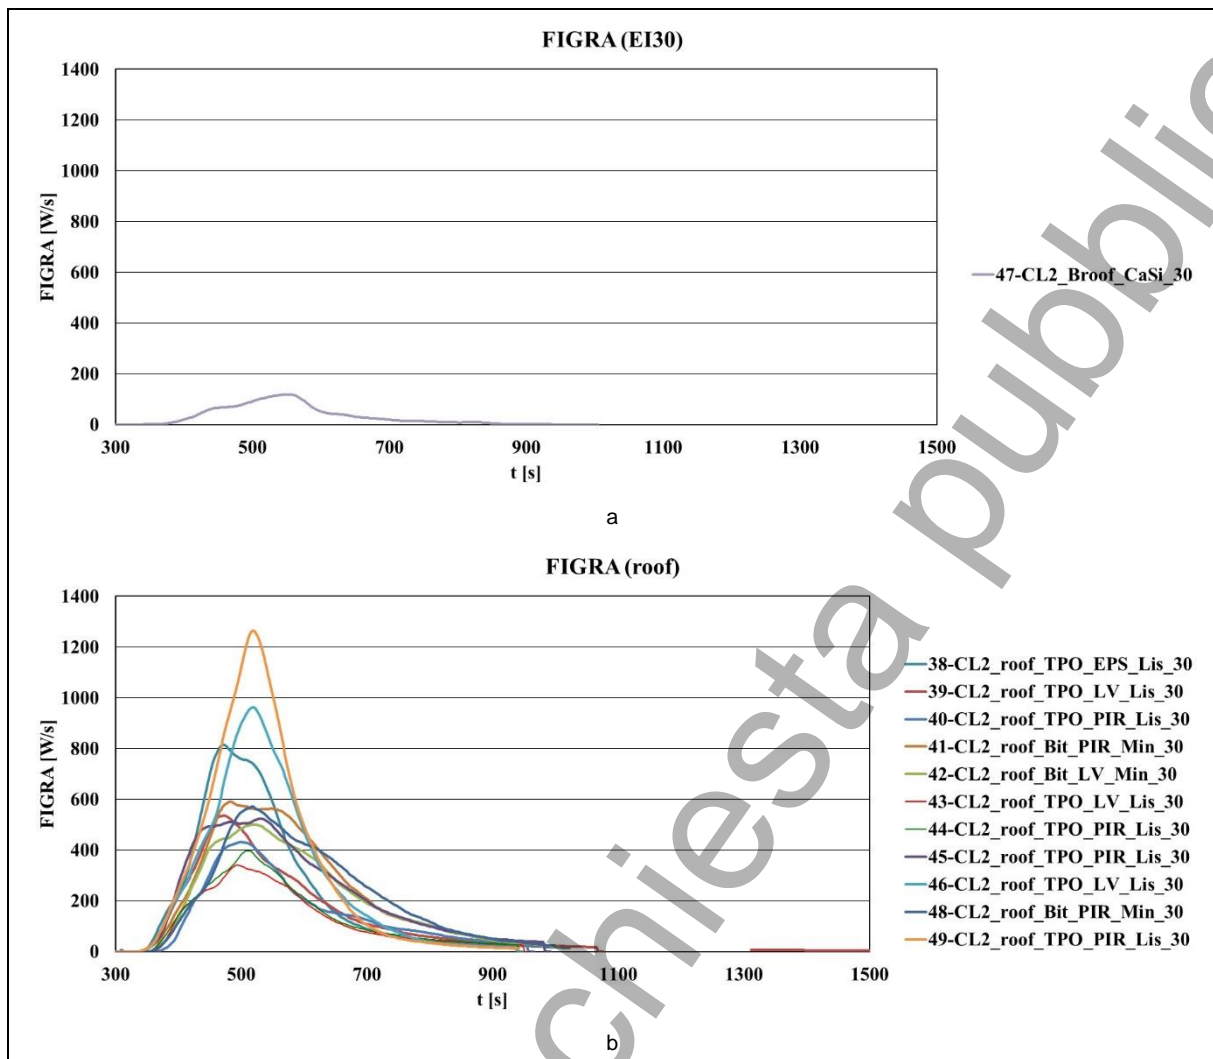 FIGRA (EI30)
1400
1200
1000
800
600
400
200
0
FIGRA [W/s]
300 500 700 900 1100 1300 1500
t [s]
47-CL2_Broof_CaSi_30
a
FIGRA (roof)
1400
1200
1000
800
600
400
200
0
FIGRA [W/s]
300 500 700 900 1100 1300 1500
t [s]
38-CL2_roof_TPO_EPS_Lis_30
39-CL2_roof_TPO_LV_Lis_30
40-CL2_roof_TPO_PIR_Lis_30
41-CL2_roof_Bit_PIR_Min_30
42-CL2_roof_Bit_LV_Min_30
43-CL2_roof_TPO_LV_Lis_30
44-CL2_roof_TPO_PIR_Lis_30
45-CL2_roof_TPO_PIR_Lis_30
46-CL2_roof_TPO_LV_Lis_30
48-CL2_roof_Bit_PIR_Min_30
49-CL2_roof_TPO_PIR_Lis_30
b
chiesta pubblic